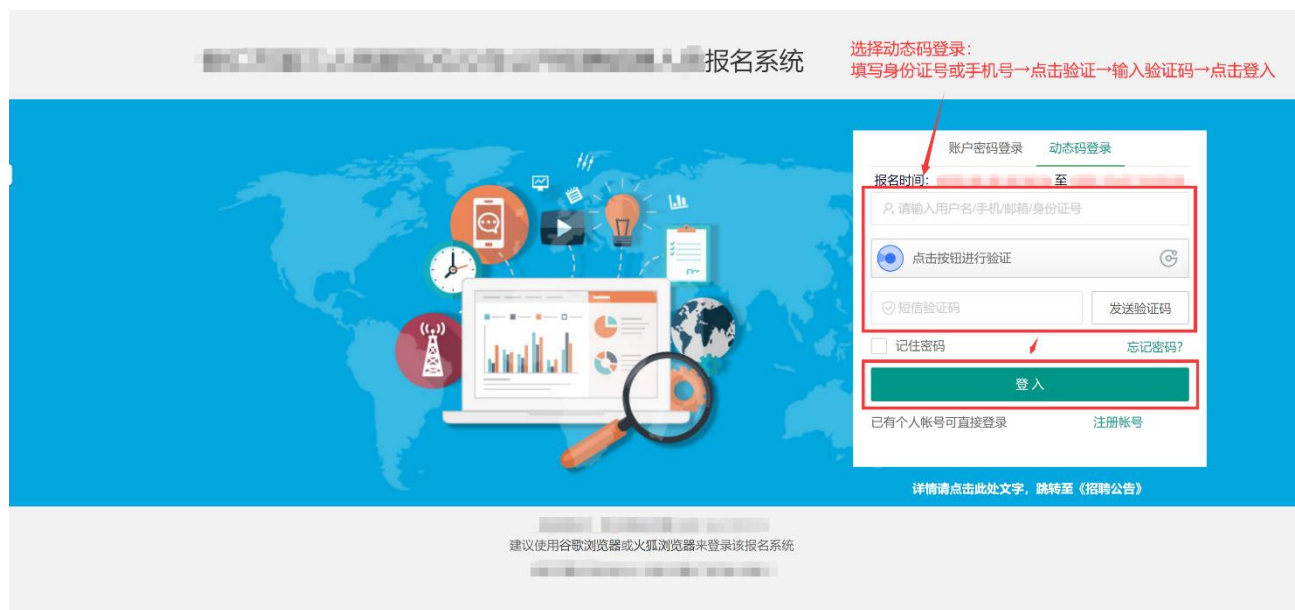 报名系统
选择动态码登录：
填写身份证号或手机号→点击验证→输入验证码→点击登入
账户密码登录 动态码登录
报名时间： 至
请输入用户名/手机/邮箱/身份证号
点击按钮进行验证
短信验证码 发送验证码
记住密码 忘记密码?
登 入
已有个人帐号可直接登录 注册帐号
详情请点击此处文字，跳转至《招聘公告》
建议使用谷歌浏览器或火狐浏览器来登录该报名系统